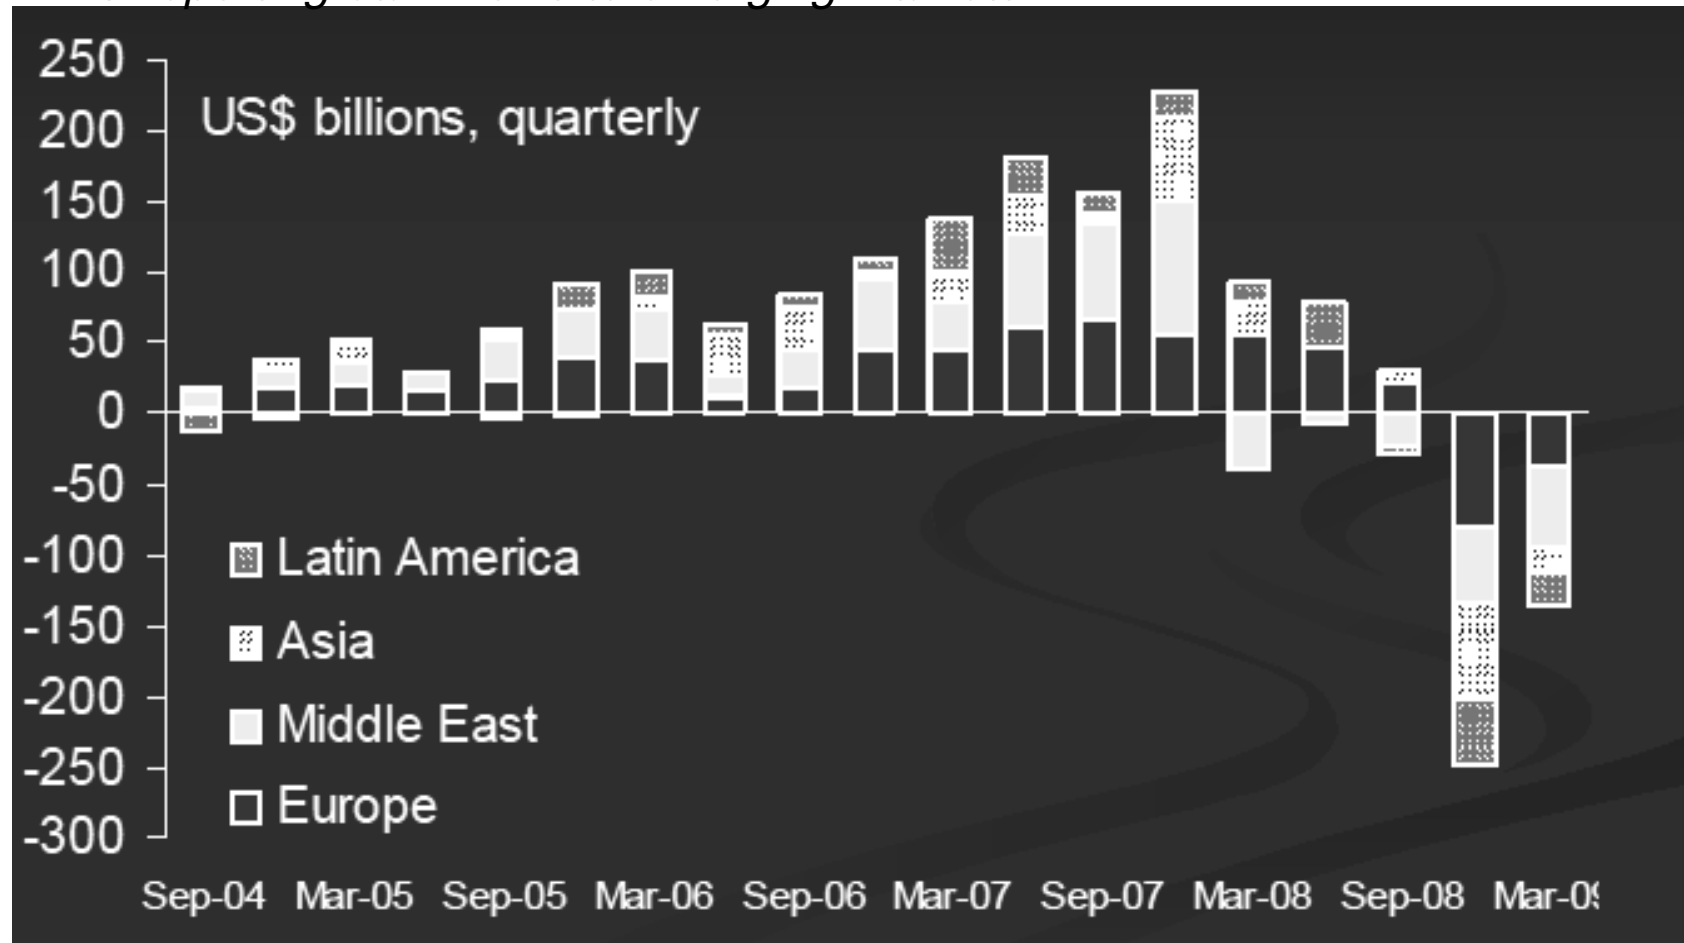 250
200
150
100
50
0
-50
-100
-150
-200
-250
-300
US$ billions, quarterly
Latin America
Asia
Middle East
Europe
Sep-04 Mar-05 Sep-05 Mar-06 Sep-06 Mar-07 Sep-07 Mar-08 Sep-08 Mar-09